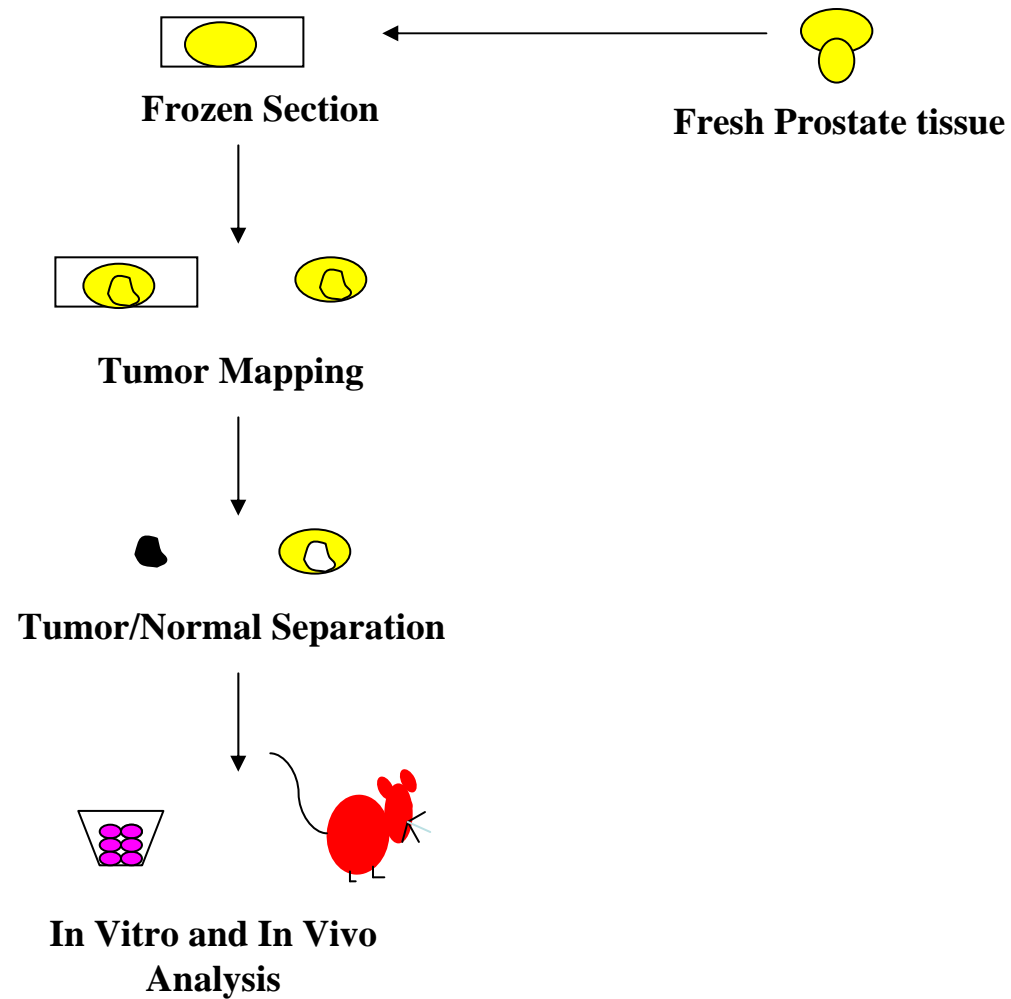 Frozen Section
Fresh Prostate tissue
Tumor Mapping
Tumor/Normal Separation
In Vitro and In Vivo
Analysis